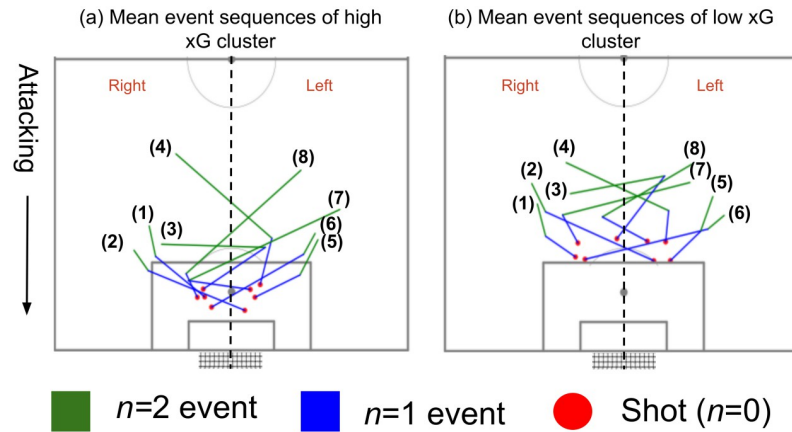 (a) Mean event sequences of high
xG cluster
(b) Mean event sequences of low xG
cluster
Attacking
Right
Left
(4)
(8)
(7)
(1)
(3)
(2)
(6)
(5)
Right
Left
(4)
(8)
(2)
(7)
(3)
(5)
(1)
(6)
n=2 event
n=1 event
Shot (n=0)